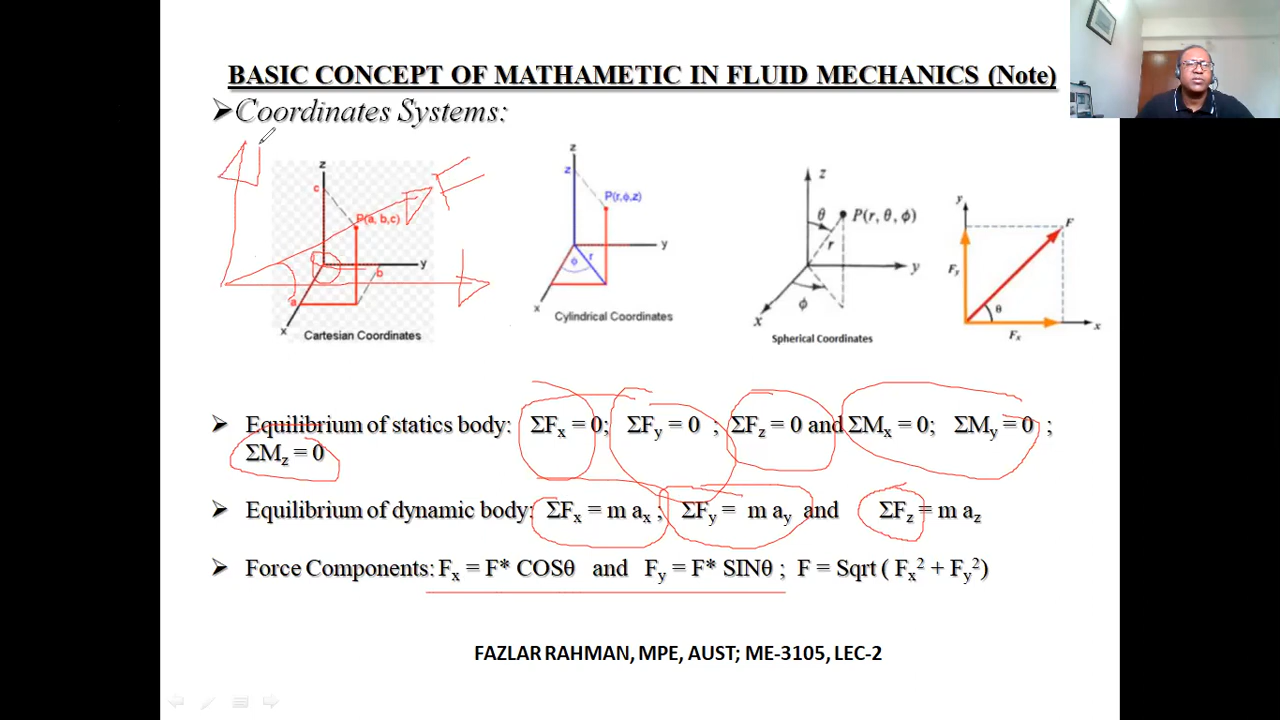 BASIC CONCEPT OF MATHAMETIC IN FLUID MECHANICS (Note)
➢Coordinates Systems:
z
c
P(a, b,c)
y
b
a
x
Cartesian Coordinates
z
z
P(r,ϕ,z)
y
ϕ
r
x
Cylindrical Coordinates
z
θ
P(r, θ, ϕ)
r
y
ϕ
x
Spherical Coordinates
y
F
Fy
θ
x
Fx
F
➢ Equilibrium of statics body: ΣFx = 0; ΣFy = 0 ; ΣFz = 0 and ΣMx = 0; ΣMy = 0 ;
ΣMz = 0
➢ Equilibrium of dynamic body: ΣFx = m ax ; ΣFy = m ay and ΣFz = m az
➢ Force Components: Fx = F* COSθ and Fy = F* SINθ ; F = Sqrt ( Fx² + Fy²)
FAZLAR RAHMAN, MPE, AUST; ME-3105, LEC-2